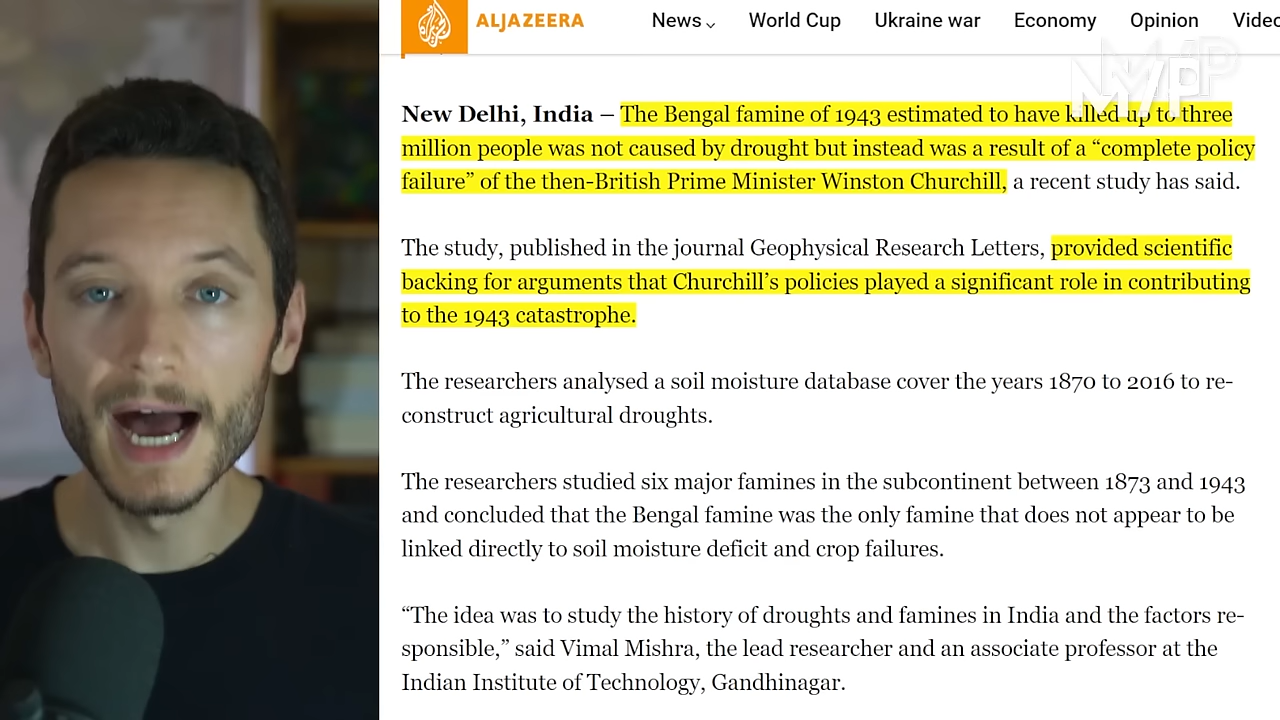 ALJAZEERA
News World Cup Ukraine war Economy Opinion Video
New Delhi, India – The Bengal famine of 1943 estimated to have killed up to three
million people was not caused by drought but instead was a result of a “complete policy
failure” of the then-British Prime Minister Winston Churchill, a recent study has said.
The study, published in the journal Geophysical Research Letters, provided scientific
backing for arguments that Churchill’s policies played a significant role in contributing
to the 1943 catastrophe.
The researchers analysed a soil moisture database cover the years 1870 to 2016 to re-
construct agricultural droughts.
The researchers studied six major famines in the subcontinent between 1873 and 1943
and concluded that the Bengal famine was the only famine that does not appear to be
linked directly to soil moisture deficit and crop failures.
“The idea was to study the history of droughts and famines in India and the factors re-
sponsible,” said Vimal Mishra, the lead researcher and an associate professor at the
Indian Institute of Technology, Gandhinagar.